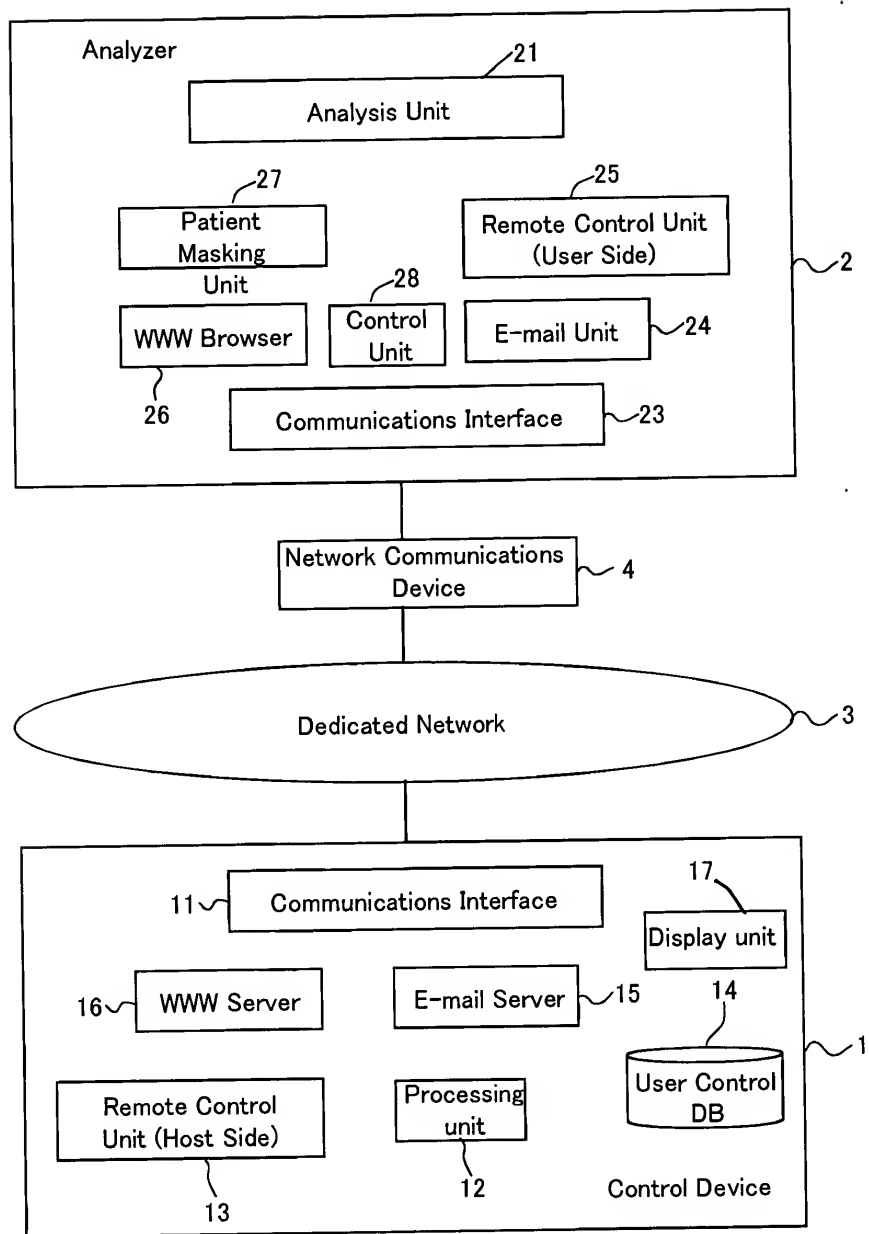 Analyzer
21
Analysis Unit
27
25
Patient
Masking
Unit
Remote Control Unit
(User Side)
2
28
WWW Browser
Control
Unit
E-mail Unit
24
26
Communications Interface
23
Network Communications
Device
4
Dedicated Network
3
11
Communications Interface
17
Display unit
16
WWW Server
E-mail Server
15
14
1
User Control
DB
Remote Control
Unit (Host Side)
Processing
unit
13
12
Control Device